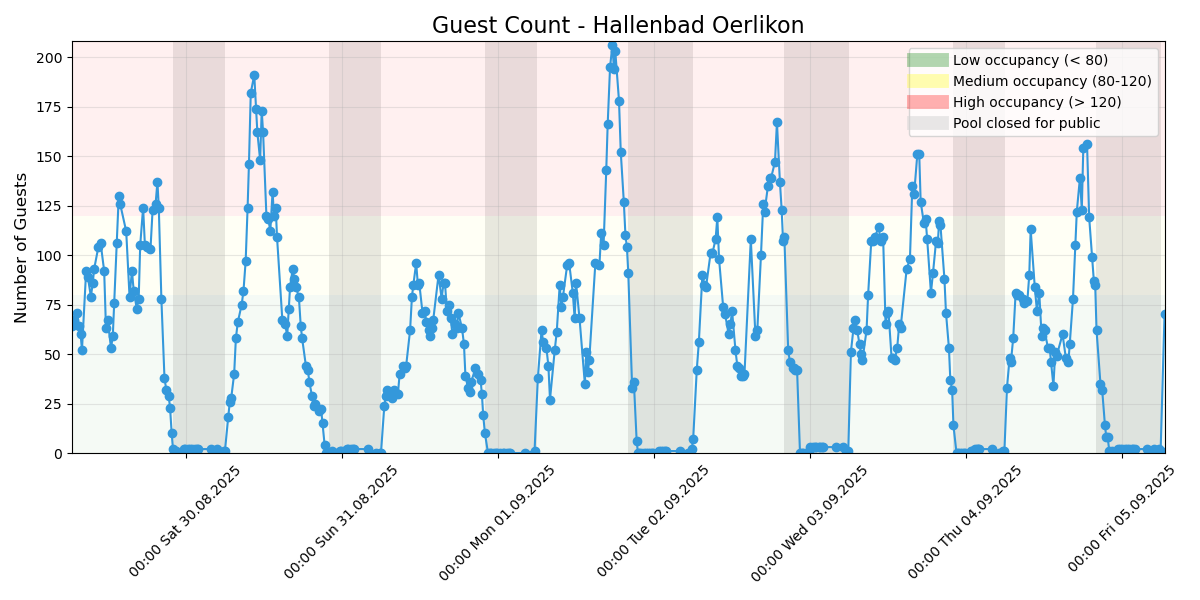 Guest Count - Hallenbad Oerlikon
Number of Guests
200
175
150
125
100
75
50
25
0
Low occupancy (< 80)
Medium occupancy (80-120)
High occupancy (> 120)
Pool closed for public
00:00 Sat 30.08.2025
00:00 Sun 31.08.2025
00:00 Mon 01.09.2025
00:00 Tue 02.09.2025
00:00 Wed 03.09.2025
00:00 Thu 04.09.2025
00:00 Fri 05.09.2025